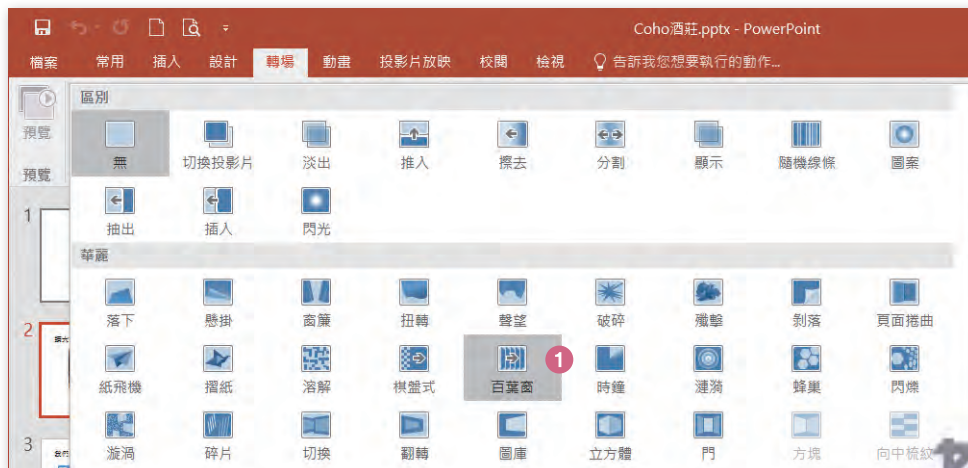 Coho酒莊.pptx - PowerPoint
檔案 常用 插入 設計 轉場 動畫 投影片放映 校閱 檢視 告訴我您想要執行的動作...
預覽
預覽
區別
無 切換投影片 淡出 推入 擦去 分割 顯示 隨機線條 圖案
抽出 插入 閃光
華麗
落下 懸掛 窗簾 扭轉 聲望 破碎 殲擊 剝落 頁面捲曲
紙飛機 摺紙 溶解 棋盤式 百葉窗 1 時鐘 漣漪 蜂巢 閃爍
漩渦 碎片 切換 翻轉 圖庫 立方體 門 方塊 向中梳紋
1
2
3